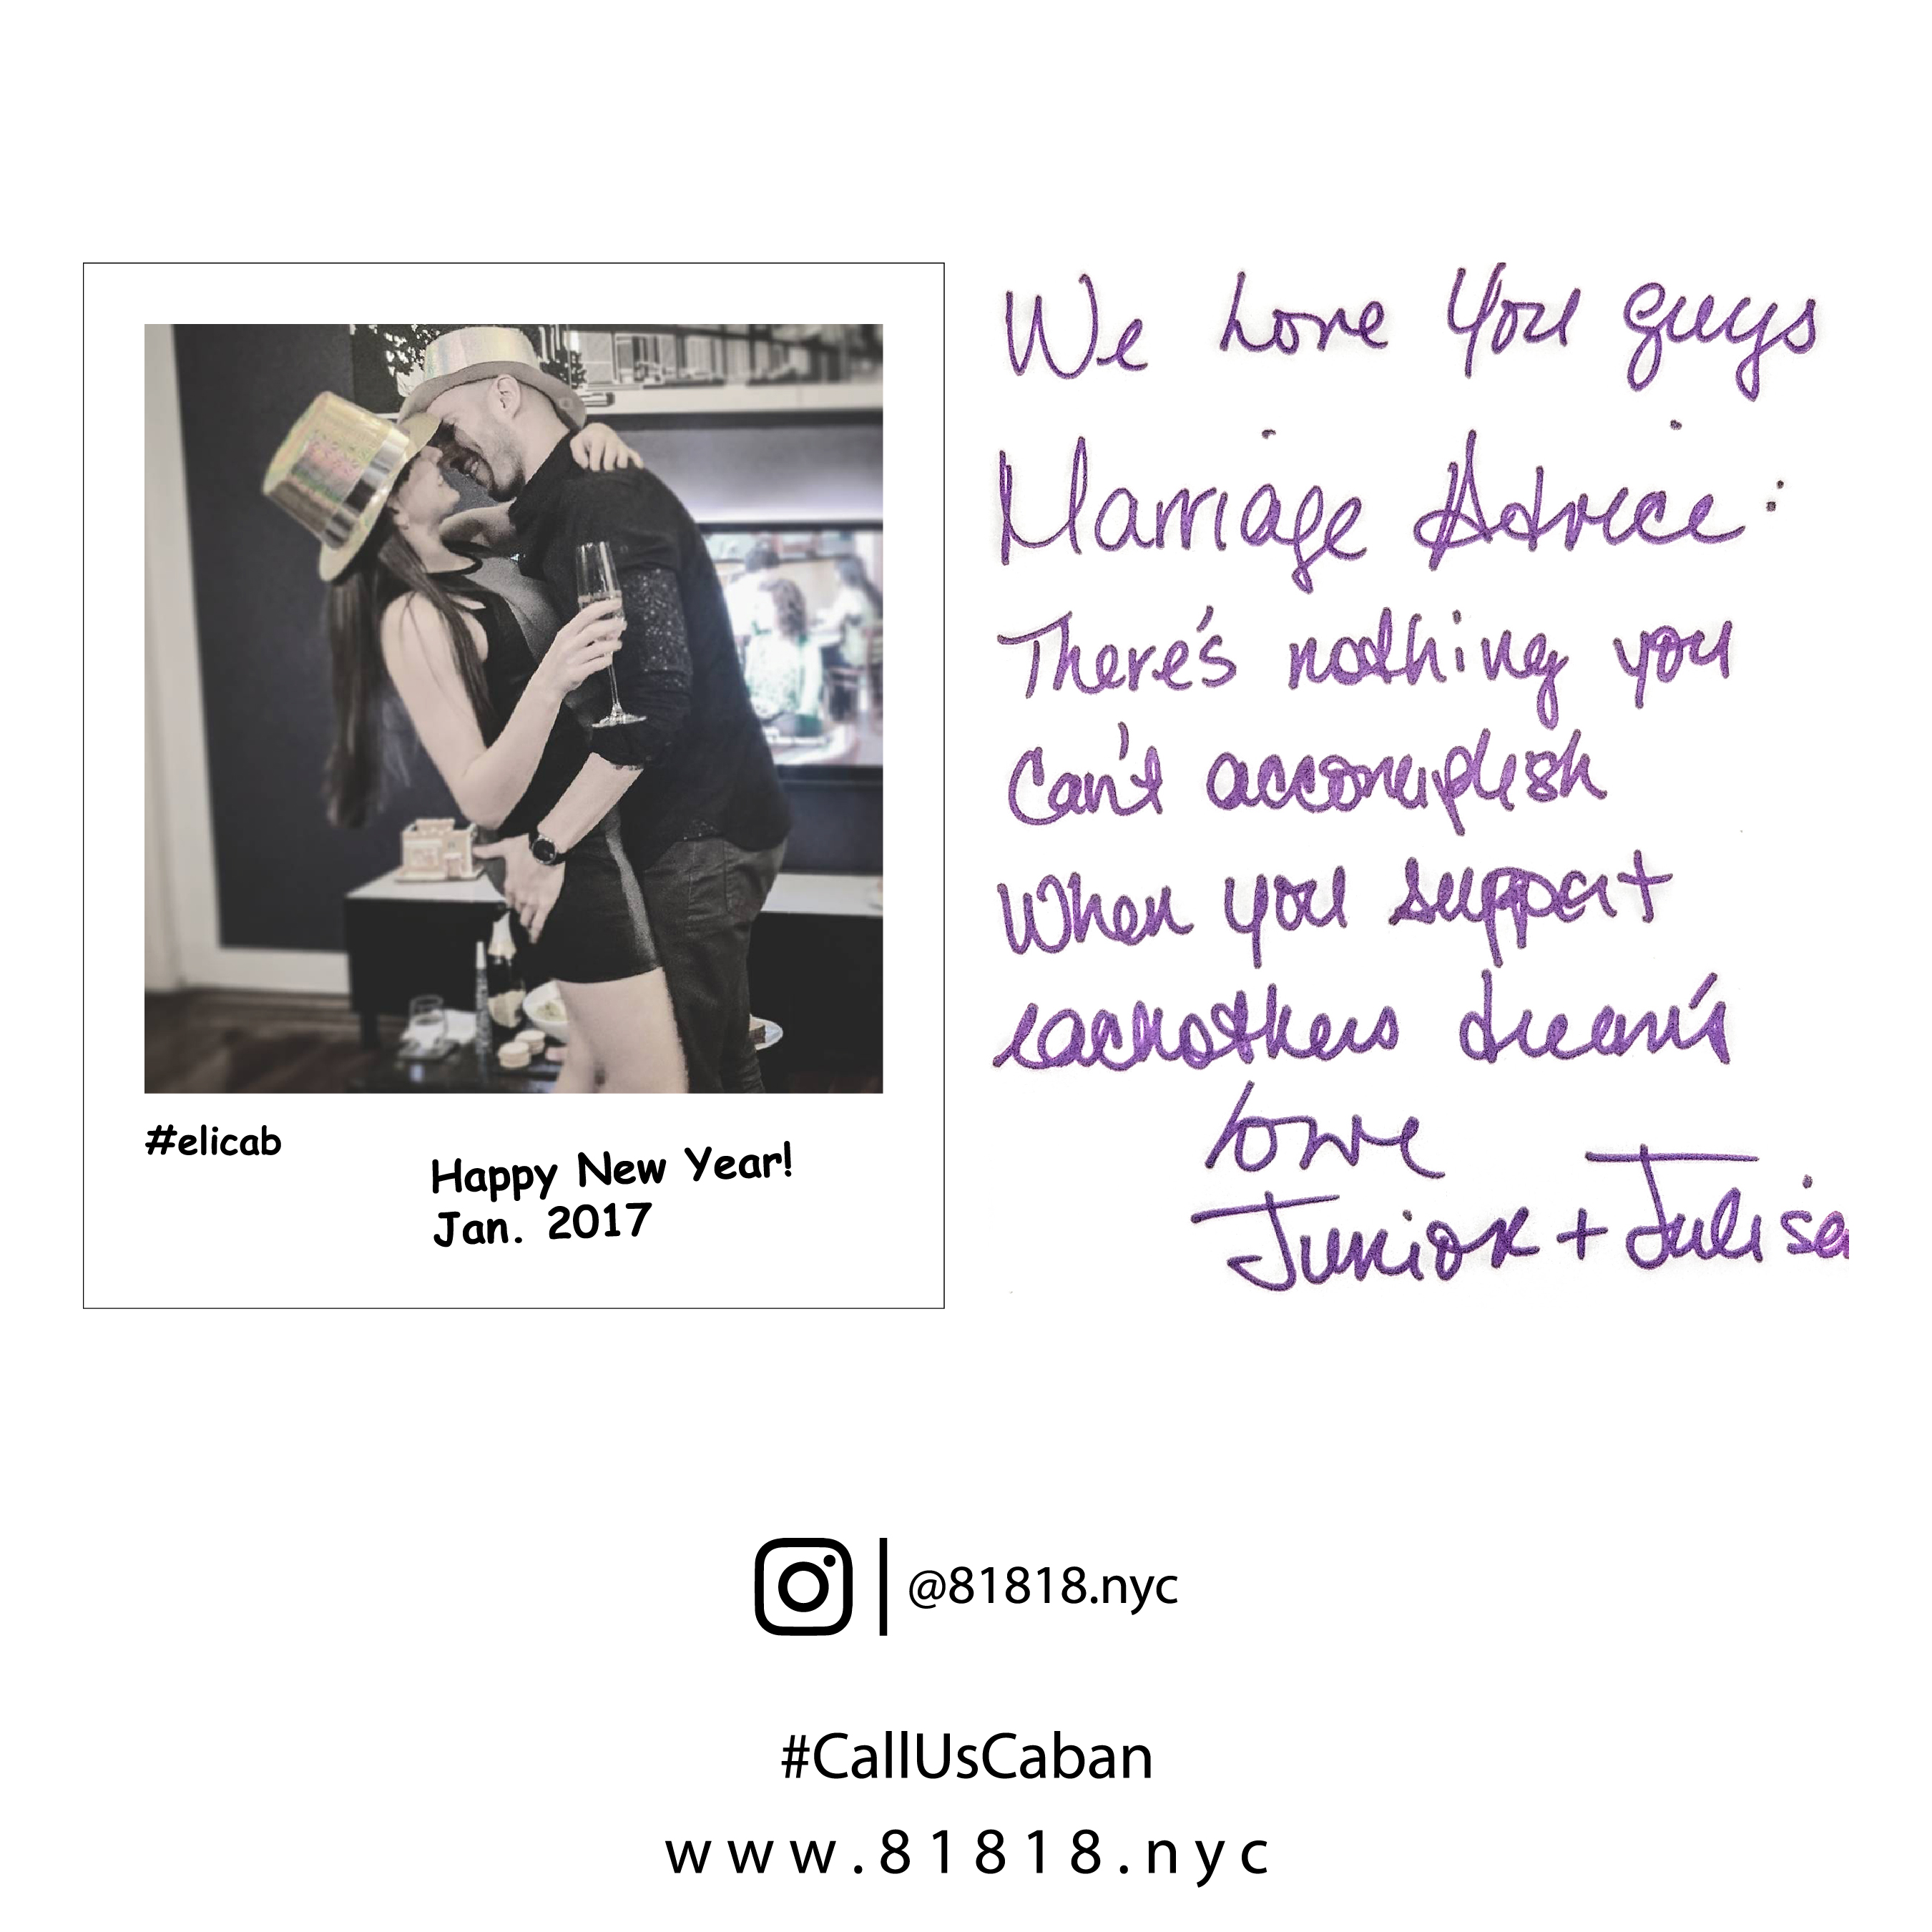 #elicab
Happy New Year!
Jan. 2017
We Love You guys
Marriage Advice:
There's nothing you
Can't accomplish
When you support
eachothers dream's
Love
Junior + Julisa
@81818.nyc
#CallUsCaban
www.81818.nyc